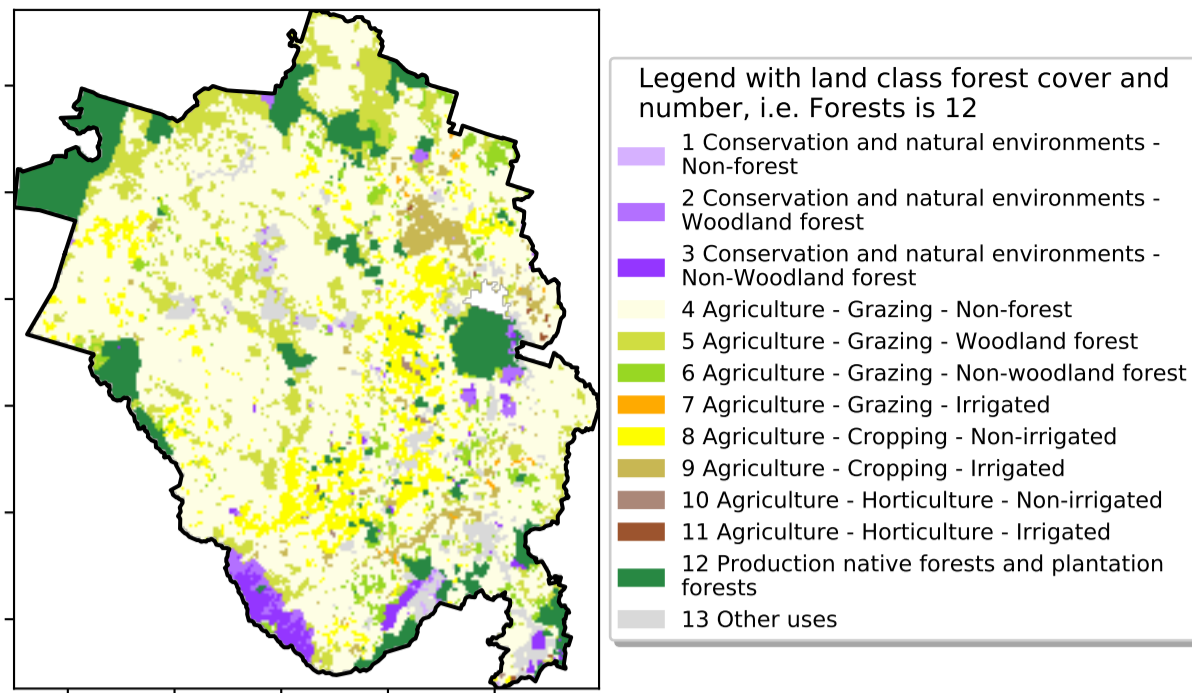 Legend with land class forest cover and
number, i.e. Forests is 12
1 Conservation and natural environments -
Non-forest
2 Conservation and natural environments -
Woodland forest
3 Conservation and natural environments -
Non-Woodland forest
4 Agriculture - Grazing - Non-forest
5 Agriculture - Grazing - Woodland forest
6 Agriculture - Grazing - Non-woodland forest
7 Agriculture - Grazing - Irrigated
8 Agriculture - Cropping - Non-irrigated
9 Agriculture - Cropping - Irrigated
10 Agriculture - Horticulture - Non-irrigated
11 Agriculture - Horticulture - Irrigated
12 Production native forests and plantation
forests
13 Other uses